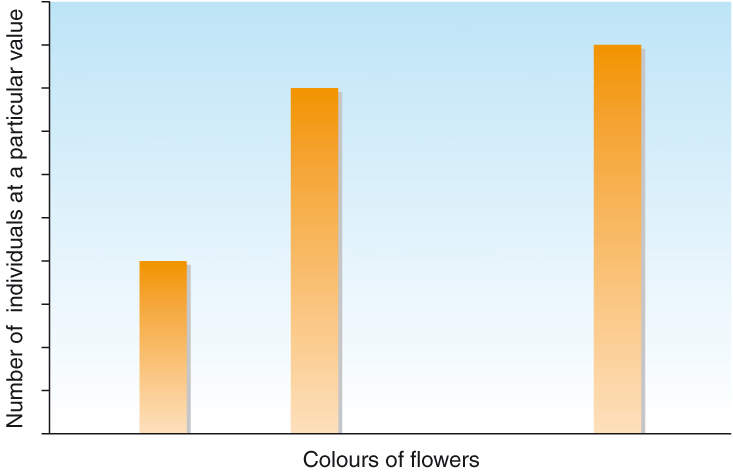 Number of individuals at a particular value
Colours of flowers